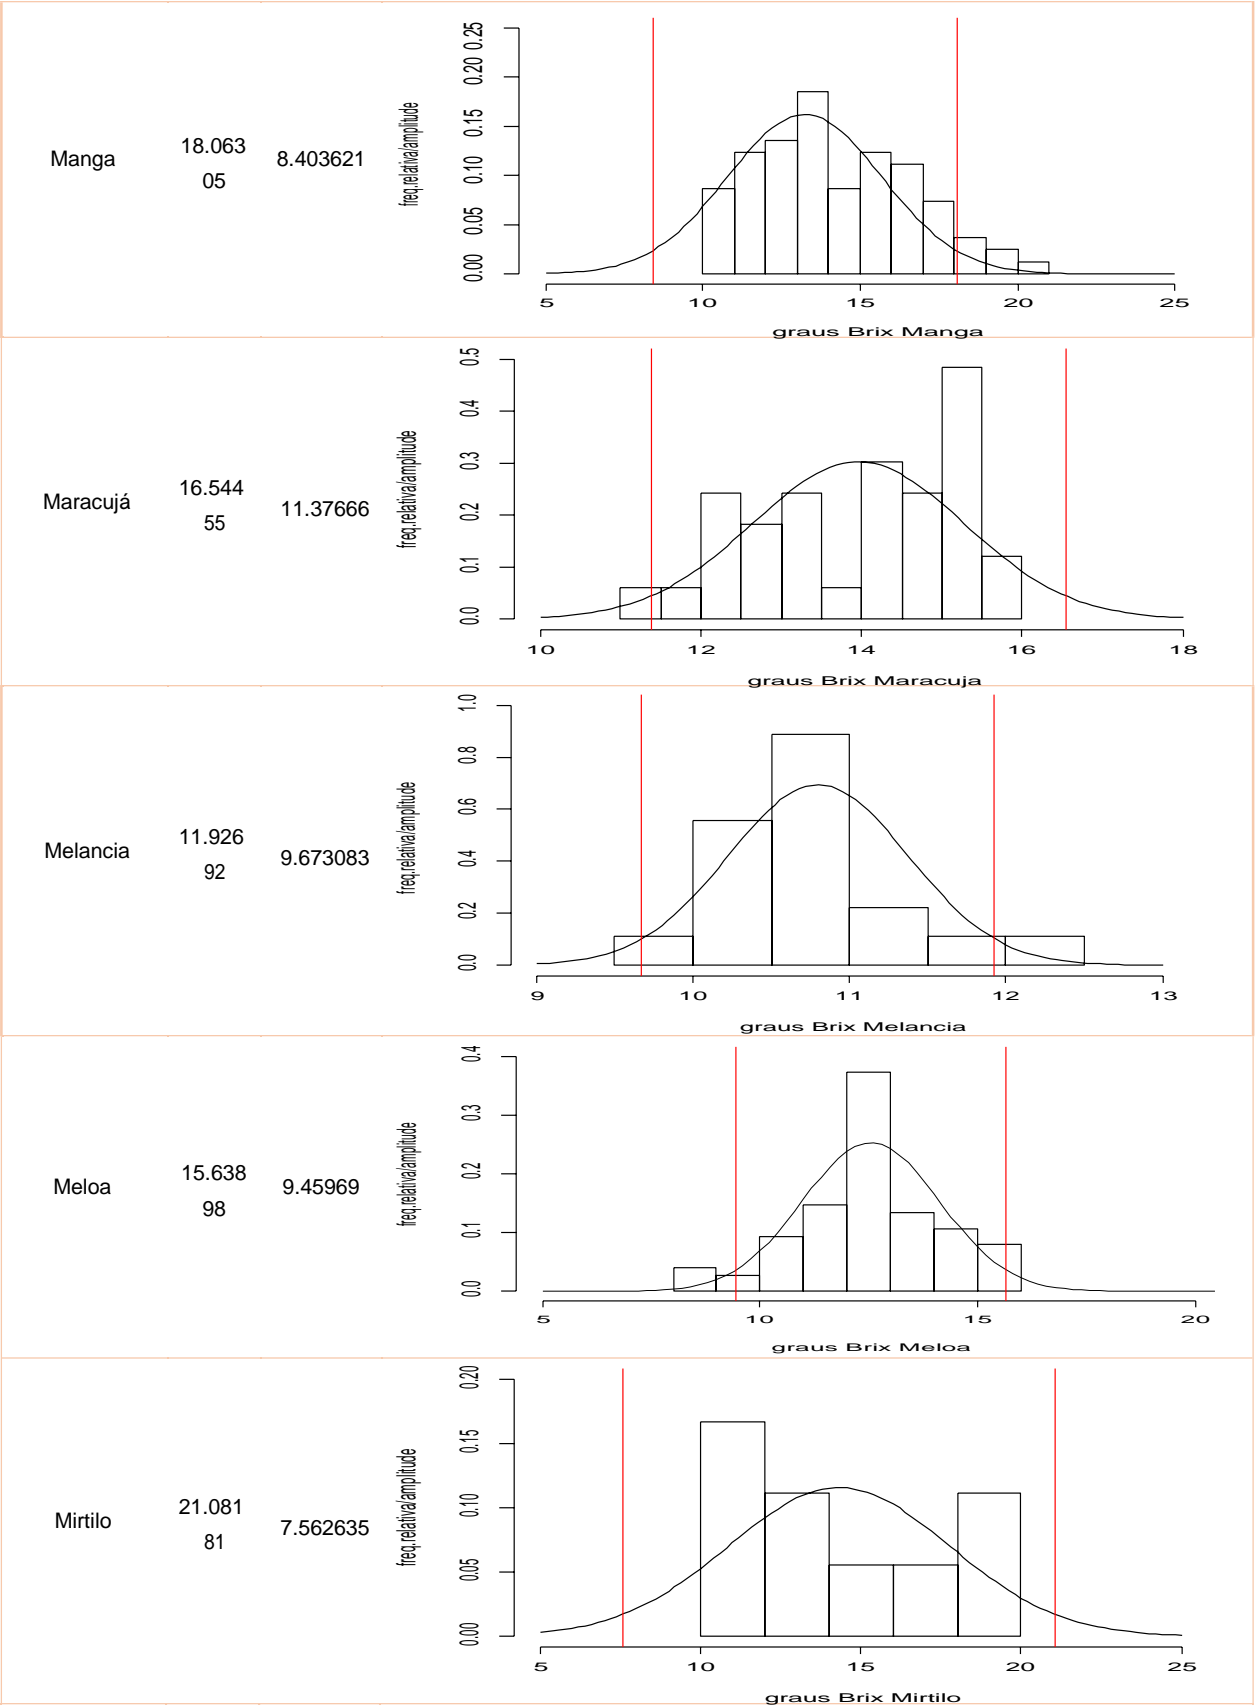 Manga
18.063
05
8.403621
freq.relativa/amplitude
0.00 0.05 0.10 0.15 0.20 0.25
5 10 15 20 25
graus Brix Manga
Maracujá
16.544
55
11.37666
freq.relativa/amplitude
0.0 0.1 0.2 0.3 0.4 0.5
10 12 14 16 18
graus Brix Maracuja
Melancia
11.926
92
9.673083
freq.relativa/amplitude
0.0 0.2 0.4 0.6 0.8 1.0
9 10 11 12 13
graus Brix Melancia
Meloa
15.638
98
9.45969
freq.relativa/amplitude
0.0 0.1 0.2 0.3 0.4
5 10 15 20
graus Brix Meloa
Mirtilo
21.081
81
7.562635
freq.relativa/amplitude
0.00 0.05 0.10 0.15 0.20
5 10 15 20 25
graus Brix Mirtilo